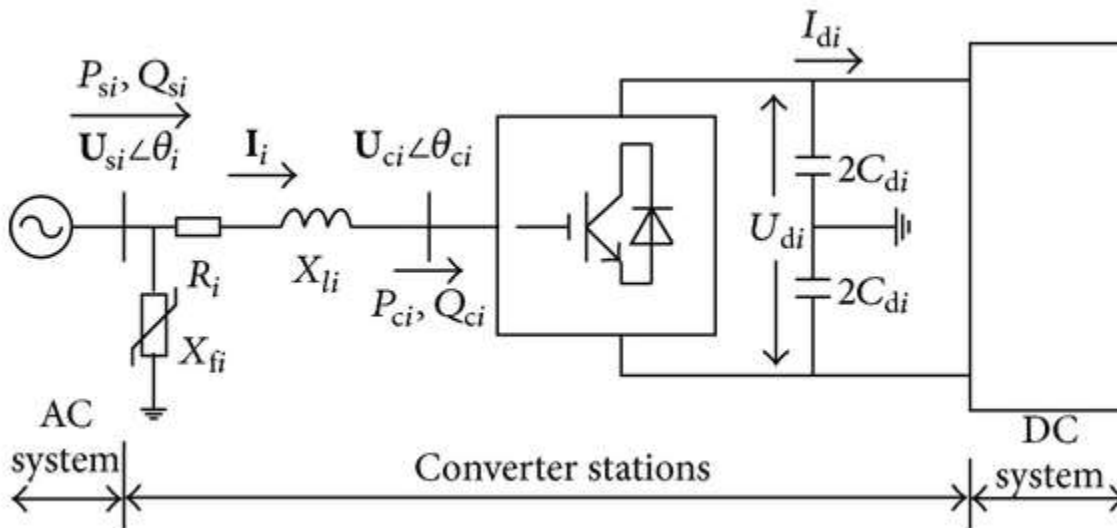 I_di
P_si, Q_si
U_si∠θ_i
I_i
U_ci∠θ_ci
2C_di
U_di
X_li
R_i
P_ci, Q_ci
2C_di
X_fi
AC
system
Converter stations
DC
system